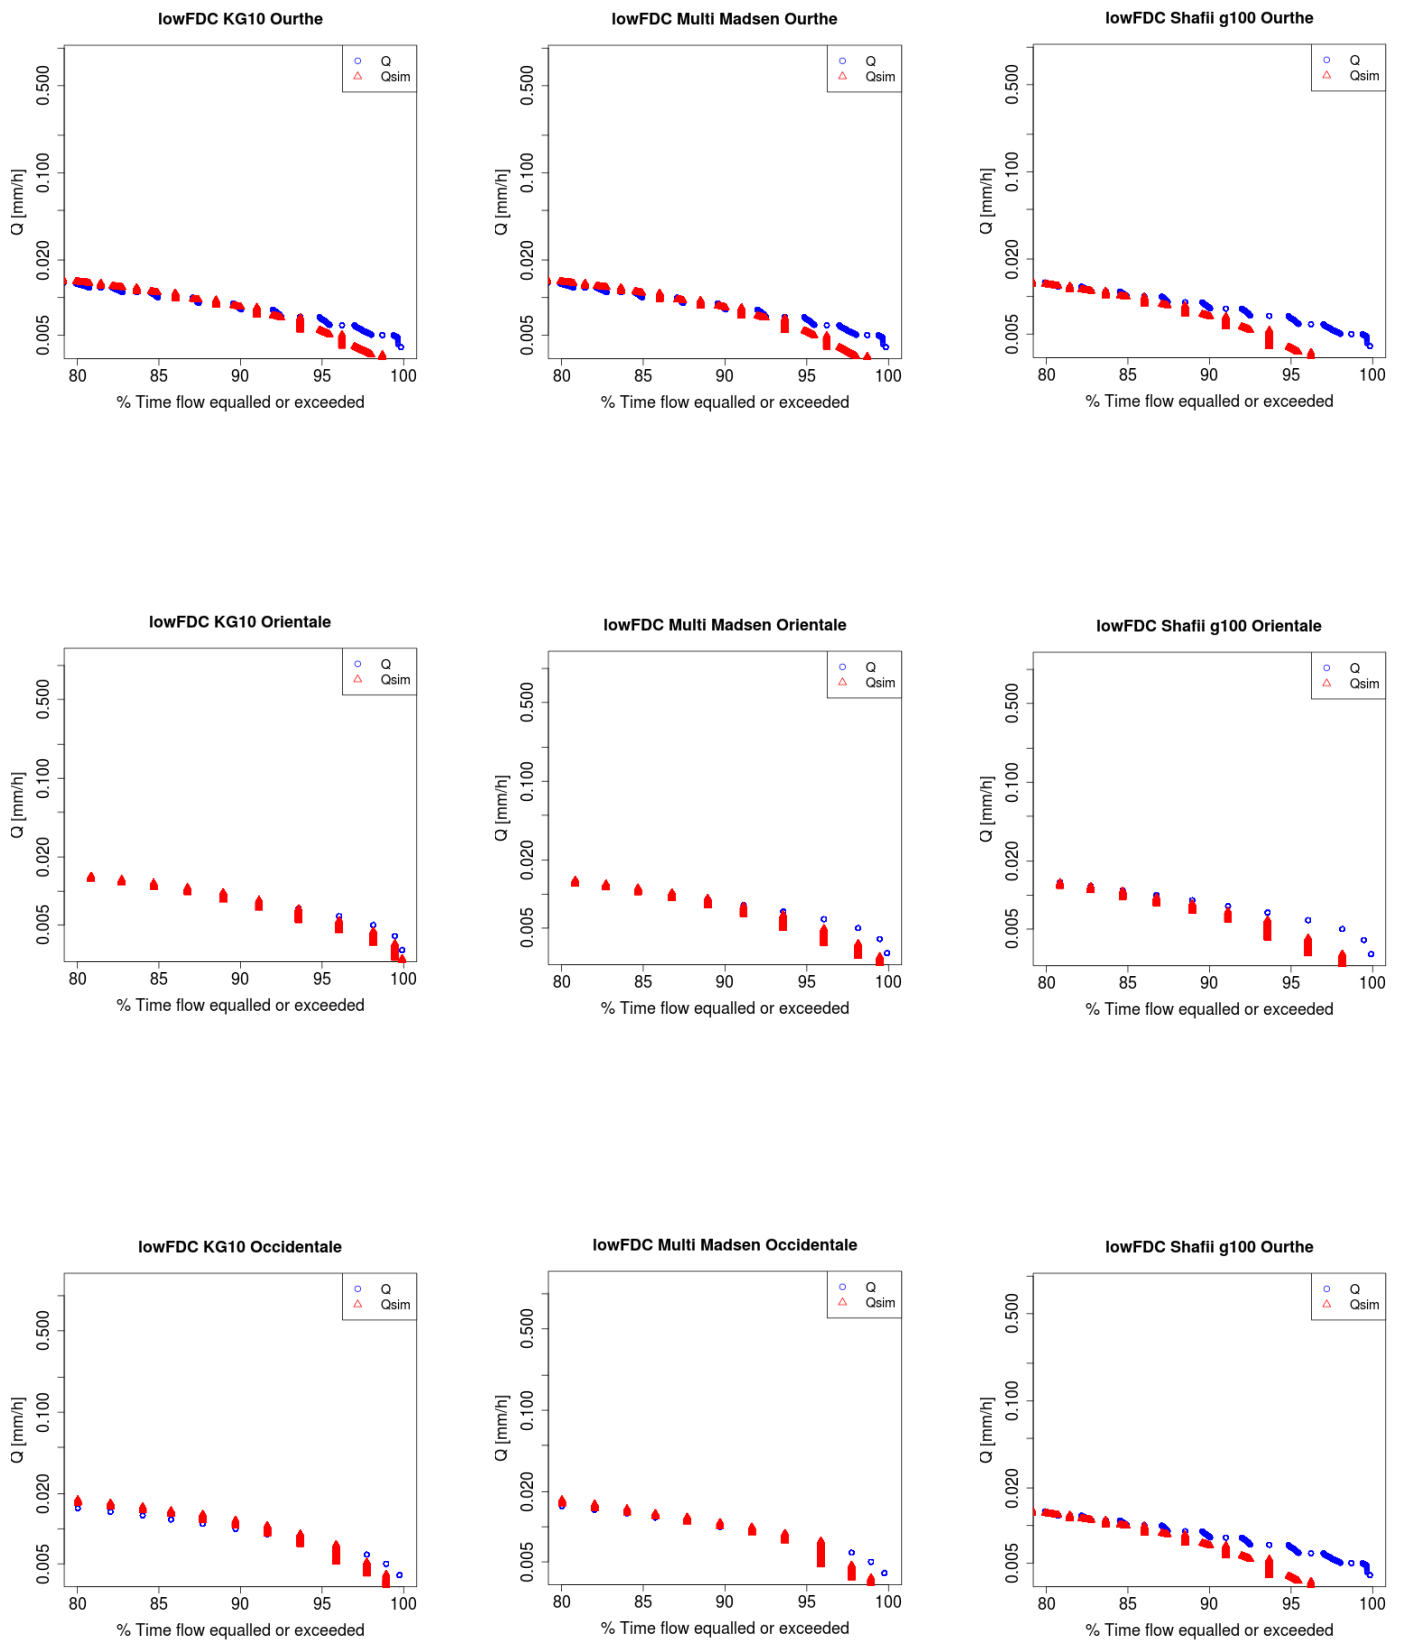 lowFDC KG10 Ourthe
Q
Qsim
Q [mm/h]
0.500
0.100
0.020
0.005
80 85 90 95 100
% Time flow equalled or exceeded
lowFDC Multi Madsen Ourthe
Q
Qsim
Q [mm/h]
0.500
0.100
0.020
0.005
80 85 90 95 100
% Time flow equalled or exceeded
lowFDC Shafii g100 Ourthe
Q
Qsim
Q [mm/h]
0.500
0.100
0.020
0.005
80 85 90 95 100
% Time flow equalled or exceeded
lowFDC KG10 Orientale
Q
Qsim
Q [mm/h]
0.500
0.100
0.020
0.005
80 85 90 95 100
% Time flow equalled or exceeded
lowFDC Multi Madsen Orientale
Q
Qsim
Q [mm/h]
0.500
0.100
0.020
0.005
80 85 90 95 100
% Time flow equalled or exceeded
lowFDC Shafii g100 Orientale
Q
Qsim
Q [mm/h]
0.500
0.100
0.020
0.005
80 85 90 95 100
% Time flow equalled or exceeded
lowFDC KG10 Occidentale
Q
Qsim
Q [mm/h]
0.500
0.100
0.020
0.005
80 85 90 95 100
% Time flow equalled or exceeded
lowFDC Multi Madsen Occidentale
Q
Qsim
Q [mm/h]
0.500
0.100
0.020
0.005
80 85 90 95 100
% Time flow equalled or exceeded
lowFDC Shafii g100 Ourthe
Q
Qsim
Q [mm/h]
0.500
0.100
0.020
0.005
80 85 90 95 100
% Time flow equalled or exceeded